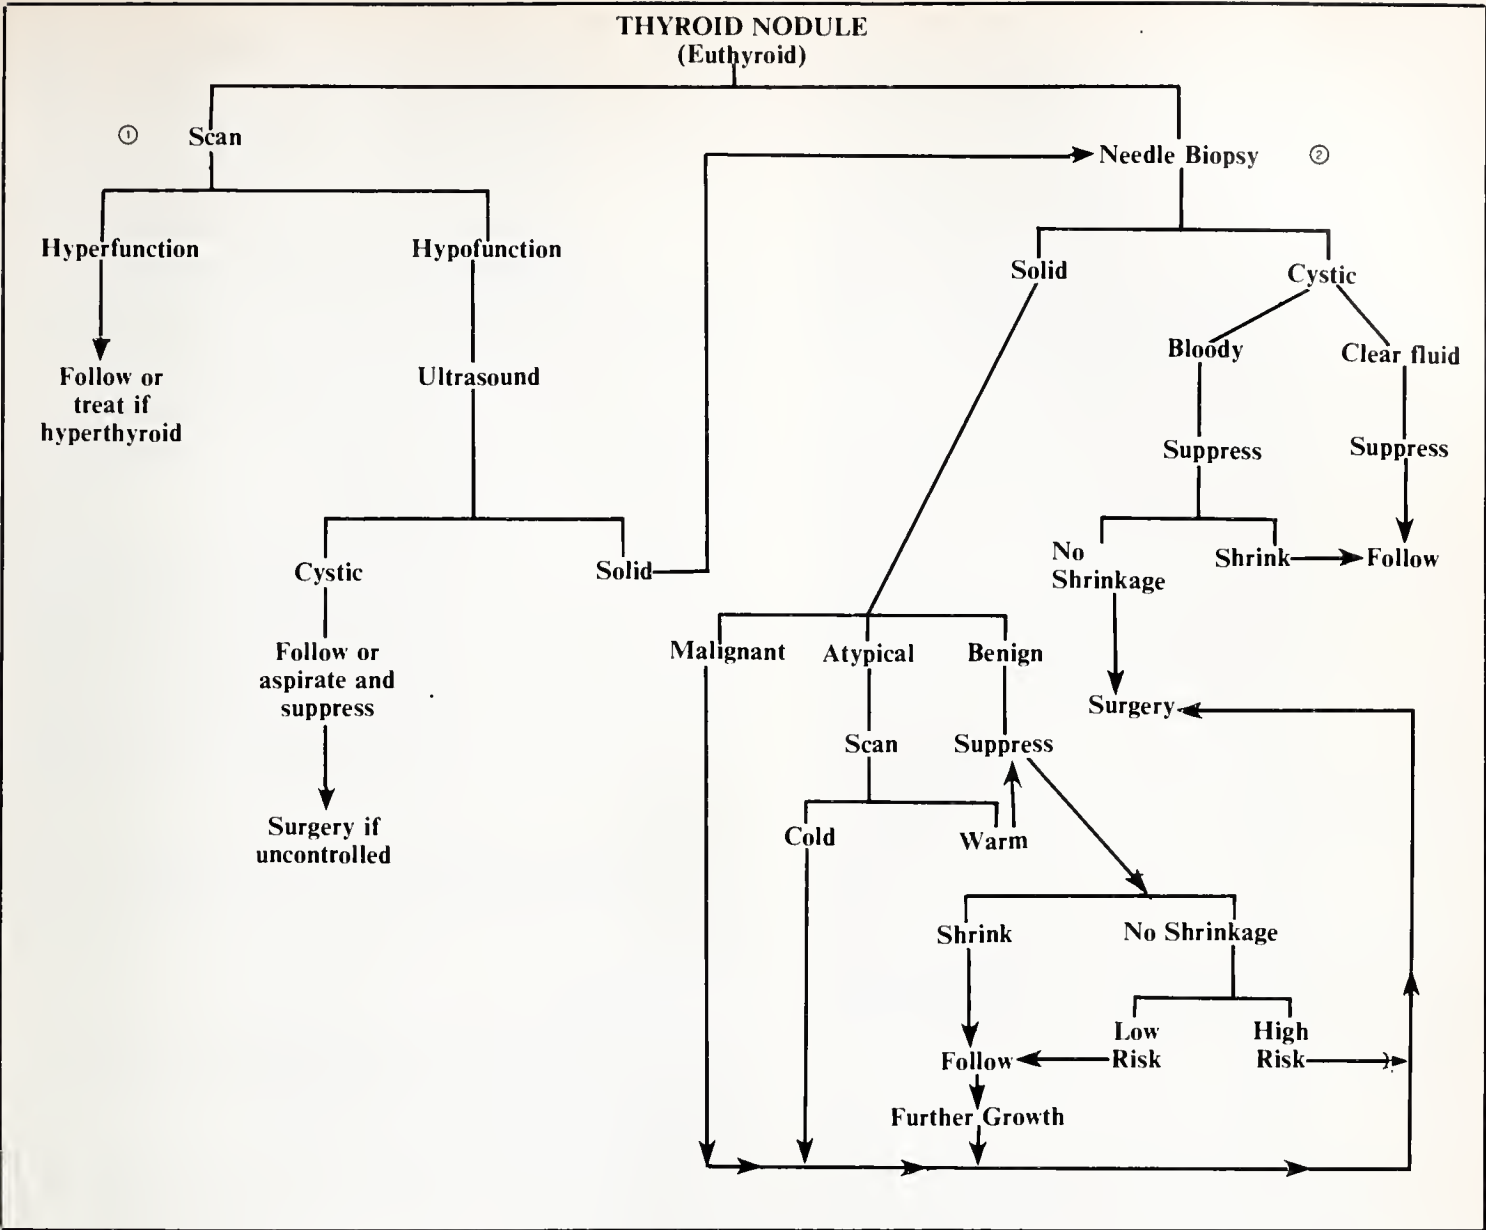 THYROID NODULE
(Euthyroid)
① Scan
Needle Biopsy ②
Hyperfunction
Hypofunction
Solid
Cystic
Bloody
Clear fluid
Follow or
treat if
hyperthyroid
Ultrasound
Suppress
Suppress
Cystic
Solid
No
Shrinkage
Shrink
Follow
Follow or
aspirate and
suppress
Malignant
Atypical
Benign
Surgery
Scan
Suppress
Surgery if
uncontrolled
Cold
Warm
Shrink
No Shrinkage
Low
Risk
High
Risk
Follow
Further Growth